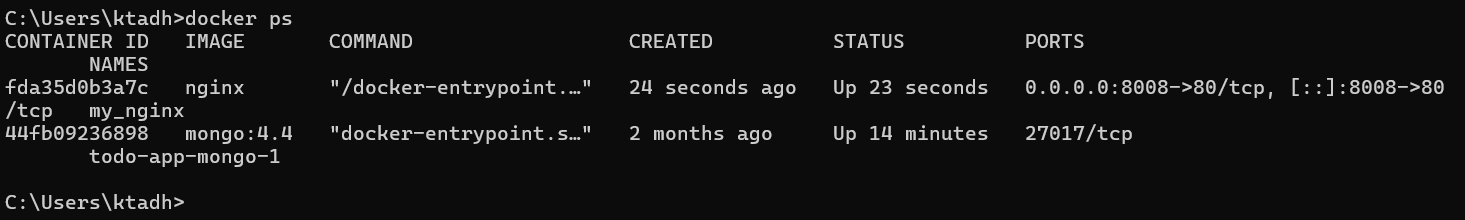 C:\Users\ktadh>docker ps
CONTAINER ID   IMAGE       COMMAND                  CREATED          STATUS          PORTS
       NAMES
fda35d0b3a7c   nginx       "/docker-entrypoint.…"   24 seconds ago   Up 23 seconds   0.0.0.0:8008->80/tcp, [::]:8008->80
/tcp   my_nginx
44fb09236898   mongo:4.4   "docker-entrypoint.s…"   2 months ago     Up 14 minutes   27017/tcp
       todo-app-mongo-1
C:\Users\ktadh>